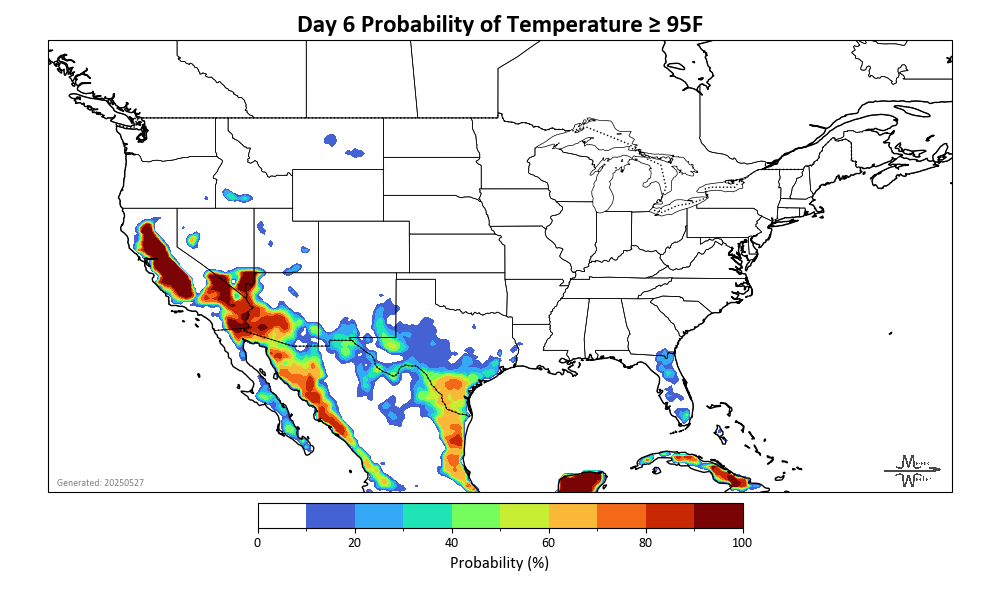 Day 6 Probability of Temperature ≥ 95F
Generated: 20250527
0 20 40 60 80 100
Probability (%)